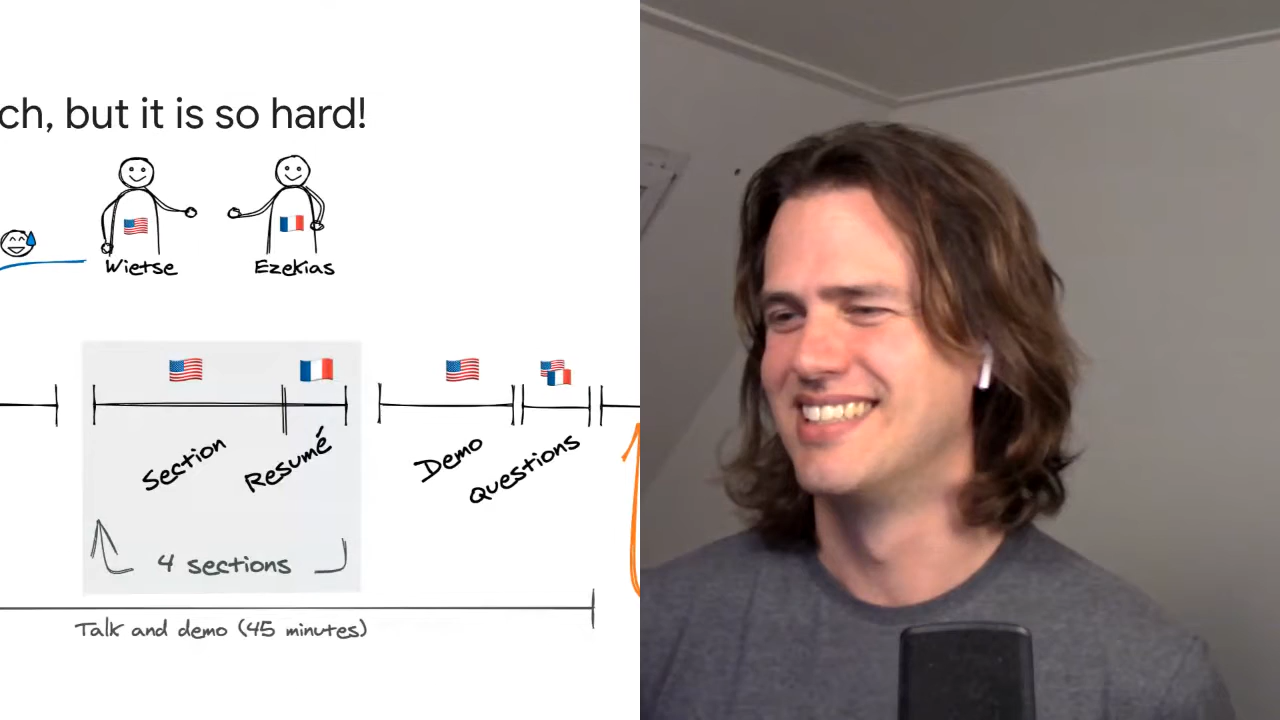 ch, but it is so hard!
Wietse
Ezekias
Section
Resumé
Demo
Questions
4 sections
Talk and demo (45 minutes)